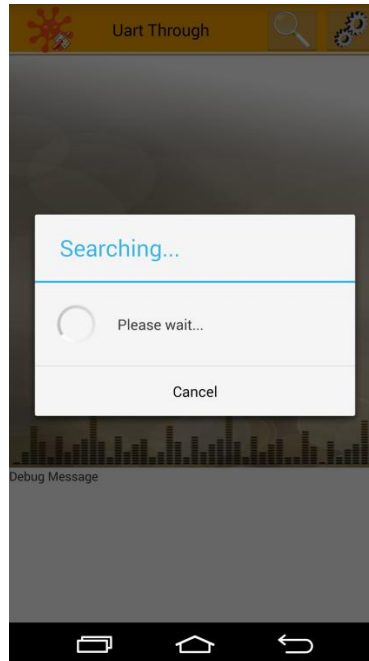 Uart Through
Searching...
Please wait...
Cancel
Debug Message